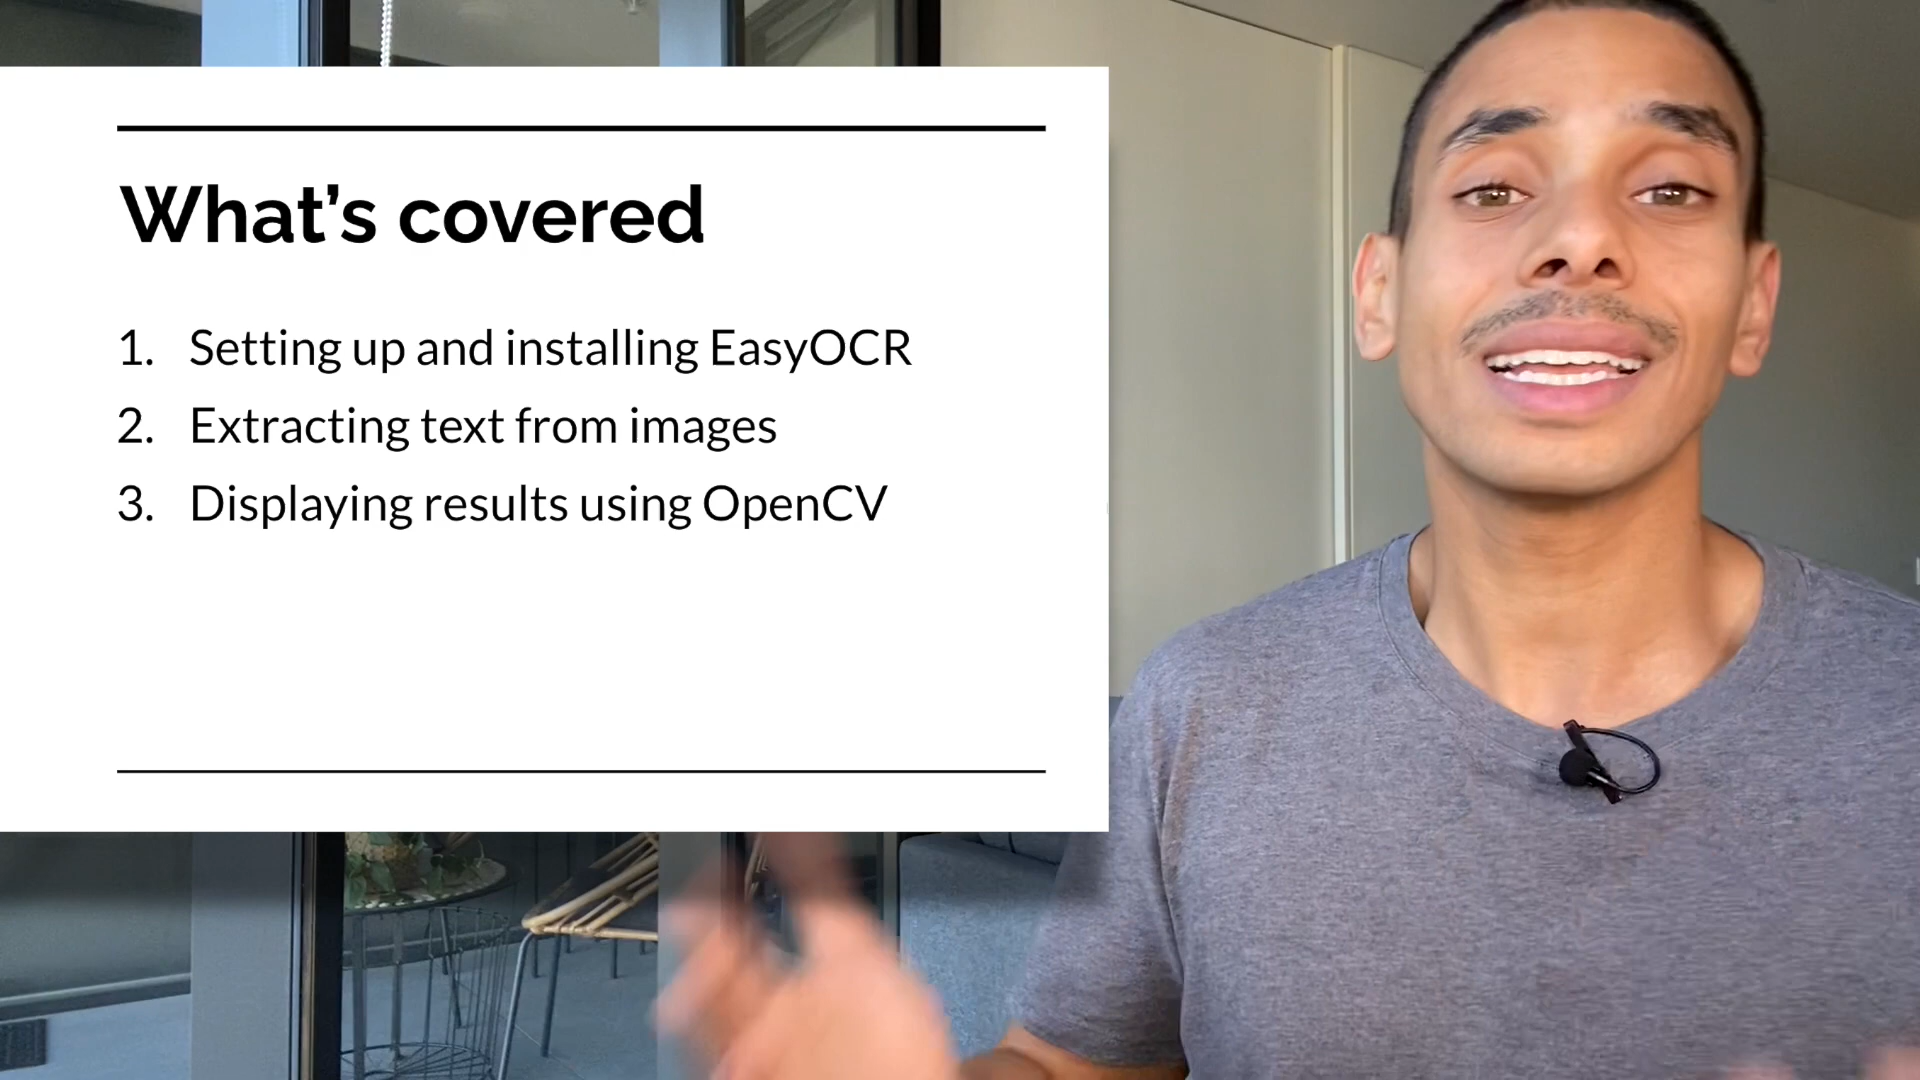 What's covered
1. Setting up and installing EasyOCR
2. Extracting text from images
3. Displaying results using OpenCV